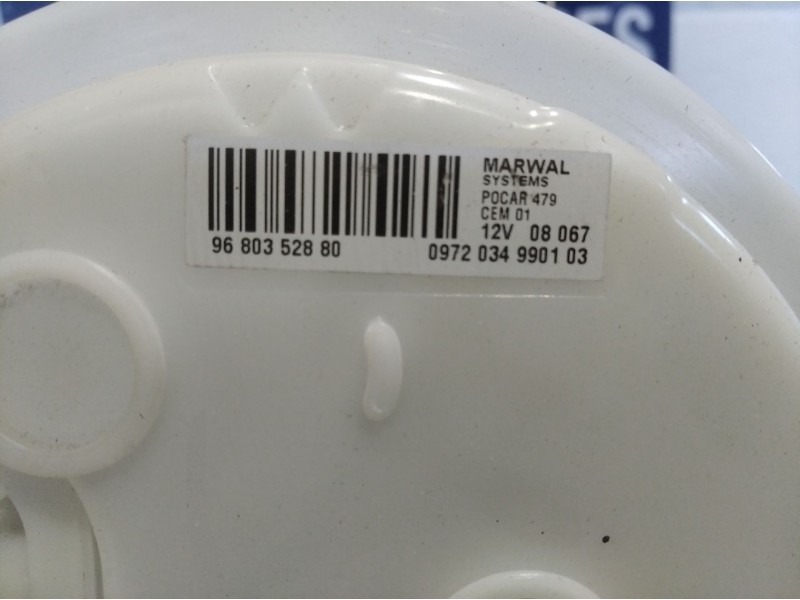 MARWAL
SYSTEMS
POCAR 479
CEM 01
12V 08 067
96 803 528 80
0972 034 9901 03